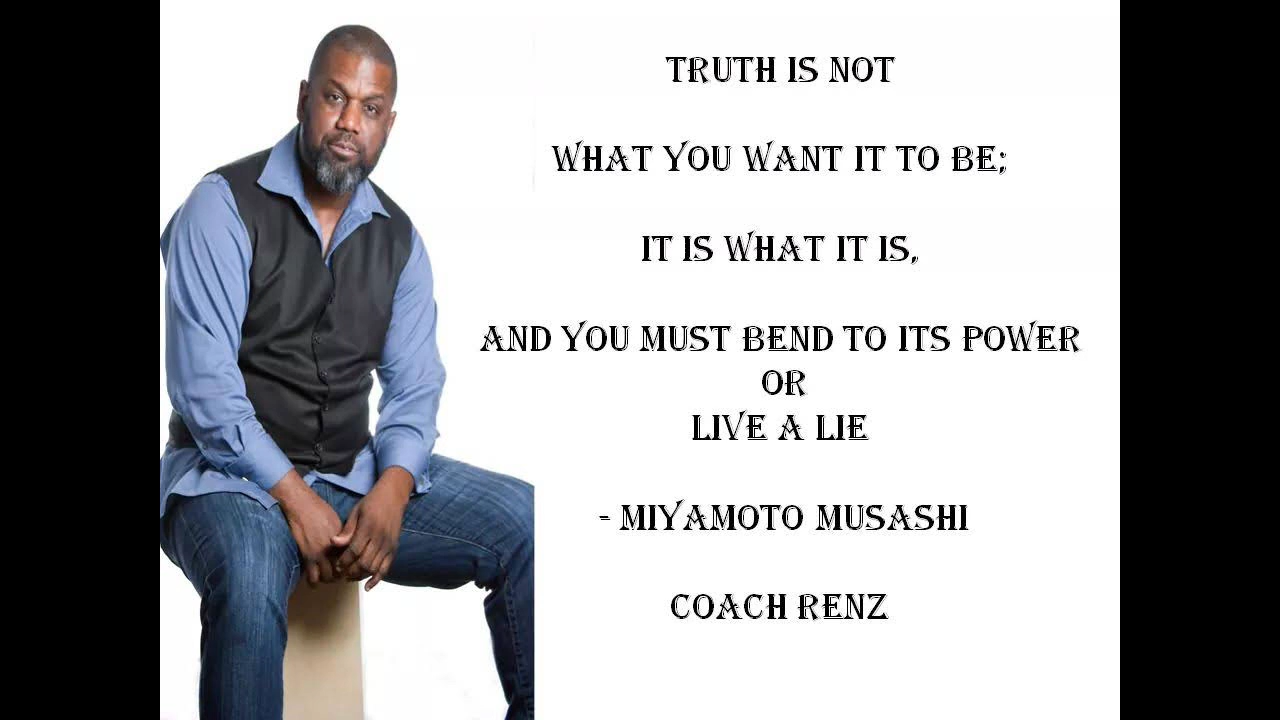 TRUTH IS NOT
WHAT YOU WANT IT TO BE;
IT IS WHAT IT IS,
AND YOU MUST BEND TO ITS POWER
OR
LIVE A LIE
- MIYAMOTO MUSASHI
COACH RENZ